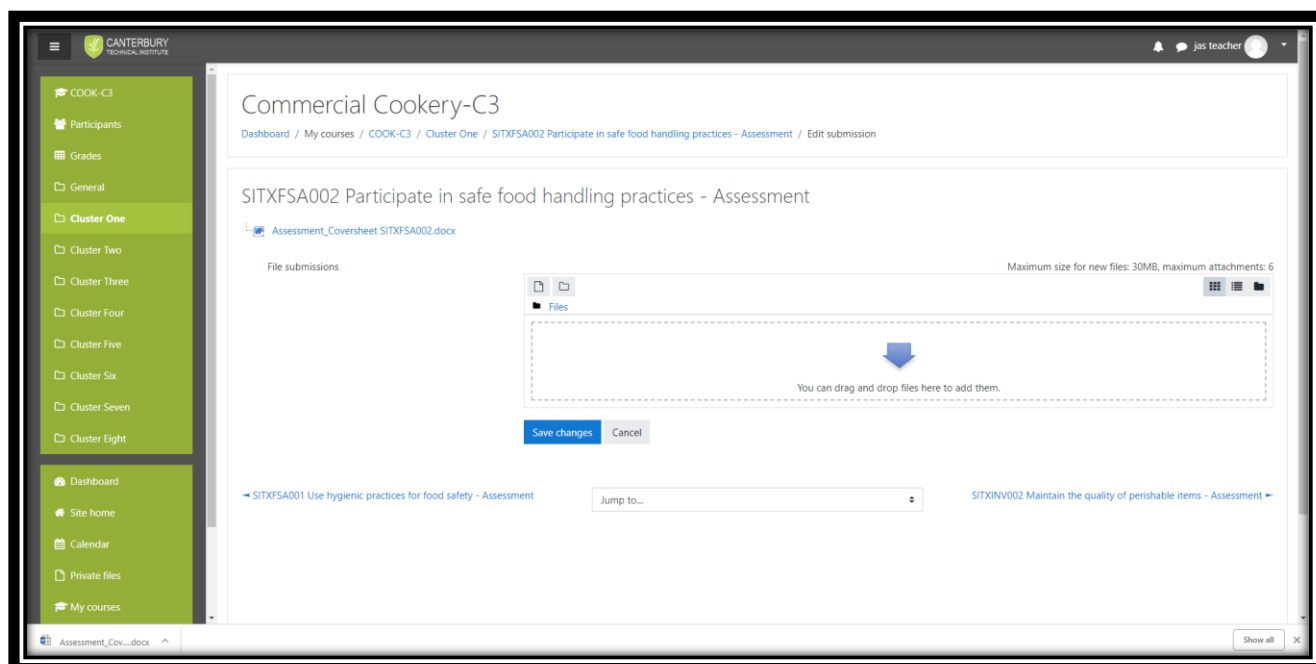 CANTERBURY
TECHNICAL INSTITUTE
jas teacher
COOK-C3
Participants
Grades
General
Cluster One
Cluster Two
Cluster Three
Cluster Four
Cluster Five
Cluster Six
Cluster Seven
Cluster Eight
Dashboard
Site home
Calendar
Private files
My courses
Commercial Cookery-C3
Dashboard / My courses / COOK-C3 / Cluster One / SITXFSA002 Participate in safe food handling practices - Assessment / Edit submission
SITXFSA002 Participate in safe food handling practices - Assessment
Assessment_Coversheet SITXFSA002.docx
File submissions
Maximum size for new files: 30MB, maximum attachments: 6
Files
You can drag and drop files here to add them.
Save changes Cancel
◄ SITXFSA001 Use hygienic practices for food safety - Assessment
Jump to...
SITXINV002 Maintain the quality of perishable items - Assessment ►
Assessment_Cov....docx
Show all